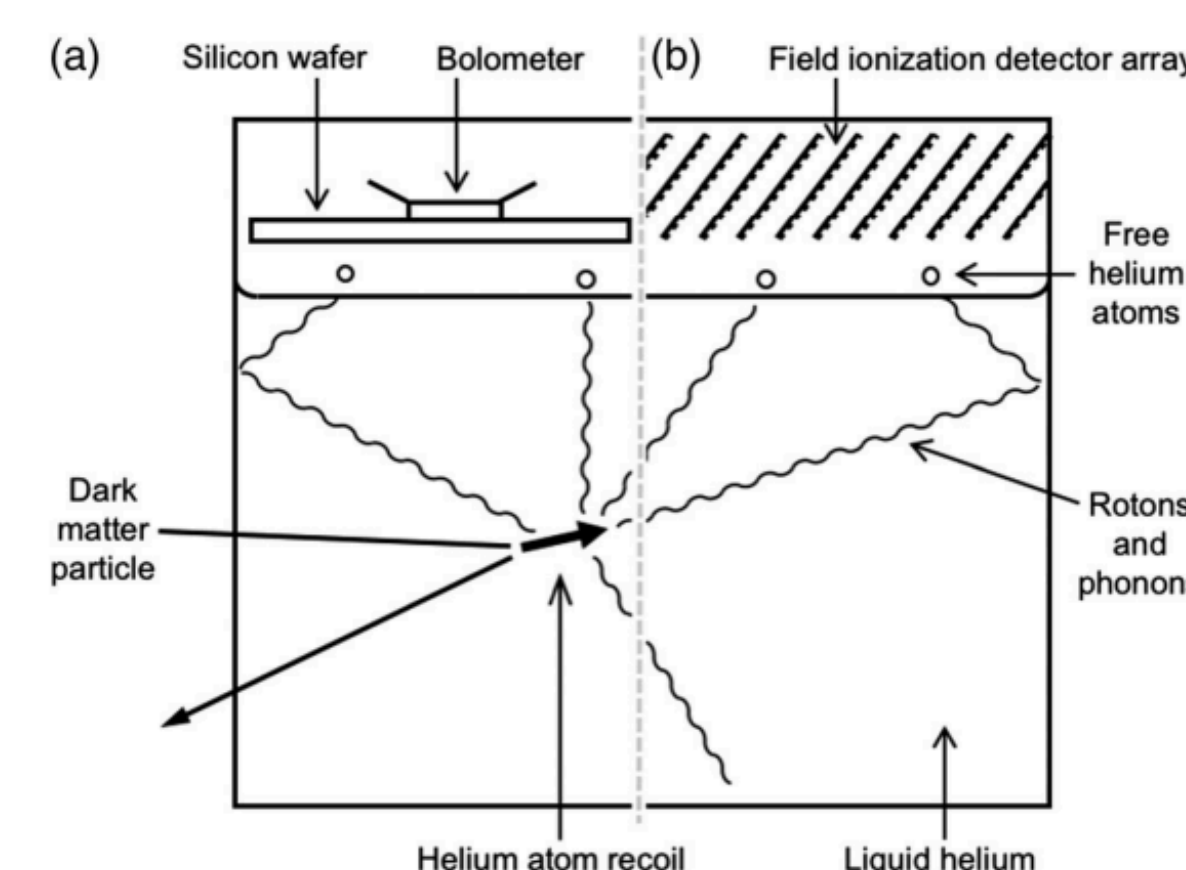 (a)
Silicon wafer
Bolometer
(b)
Field ionization detector array
Free
helium
atoms
Dark
matter
particle
Rotons
and
phonon
Helium atom recoil
Liquid helium